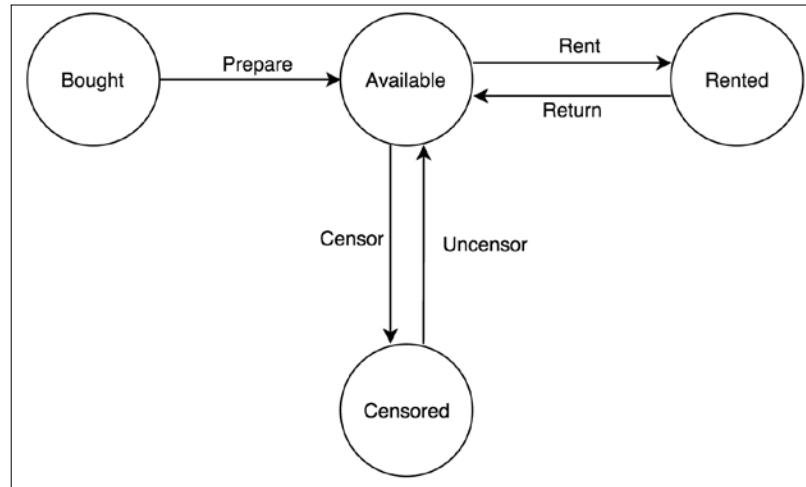 Bought
Prepare
Available
Rent
Return
Rented
Censor
Uncensor
Censored